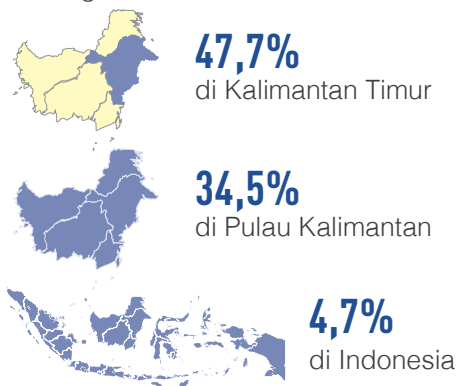 47,7%
di Kalimantan Timur
34,5%
di Pulau Kalimantan
4,7%
di Indonesia